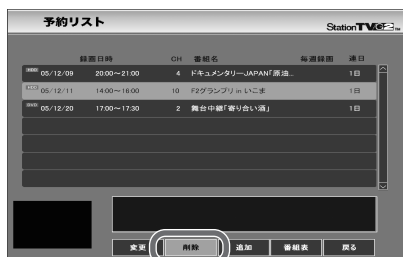 予約リスト
StationTV
録画日時 CH 番組名 毎週録画 連日
05/12/09 20:00～21:00 4 ドキュメンタリーJAPAN「原油... 1日
05/12/11 14:00～16:00 10 F2グランプリ in いこま 1日
DVD 05/12/20 17:00～17:30 2 舞台中継「寄り合い酒」 1日
変更 削除 追加 番組表 戻る